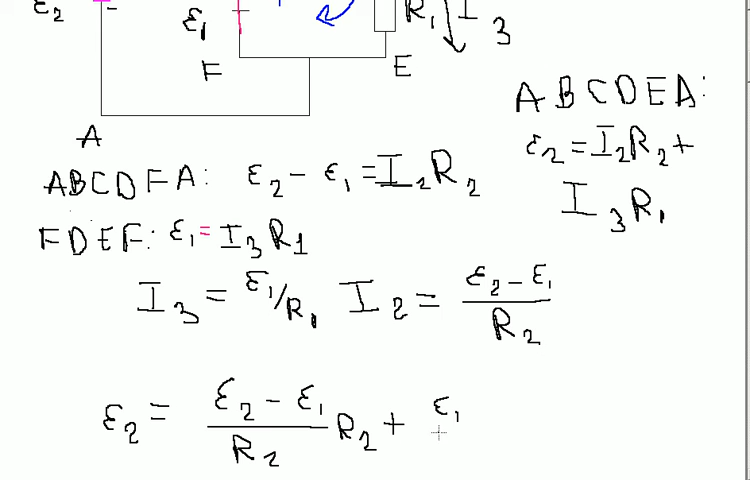 ε₂ - ε₁ + R₁ I₃
F E
A
ABCDEA:
ε₂ = I₂R₂ +
I₃R₁
ABCDFA: ε₂ - ε₁ = I₂R₂
FDEF: ε₁ = I₃R1
I₃ = ε₁/R₁ I₂ = (ε₂ - ε₁)/R₂
ε₂ = (ε₂ - ε₁)/R₂ R₂ + ε₁